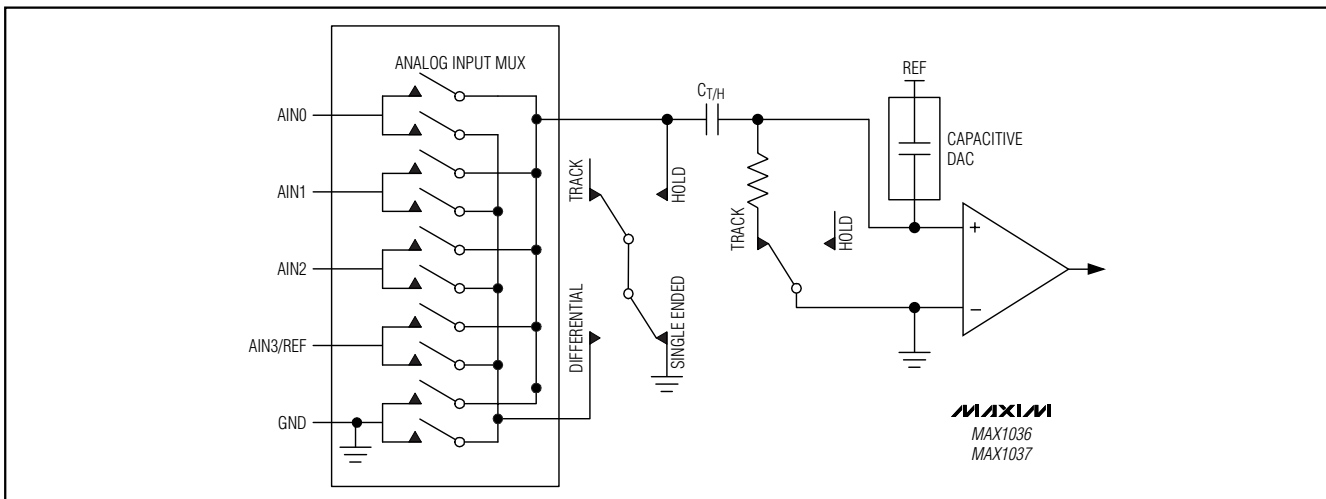 ANALOG INPUT MUX
REF
C_T/H
AIN0
CAPACITIVE
DAC
TRACK
HOLD
AIN1
TRACK
HOLD
+
AIN2
DIFFERENTIAL
SINGLE ENDED
−
AIN3/REF
GND
MAXIM
MAX1036
MAX1037